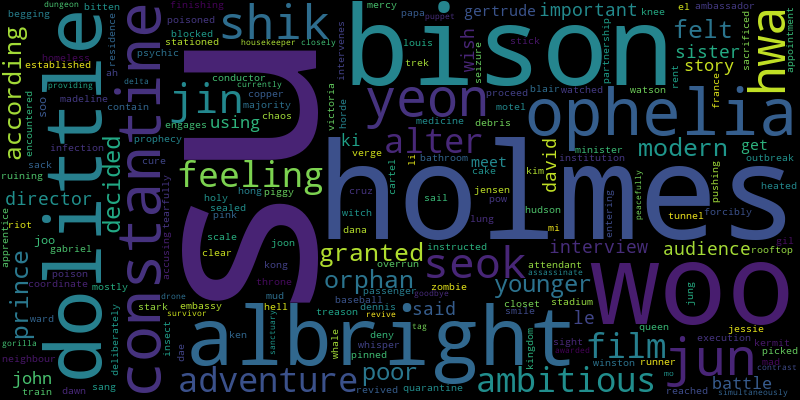 begging
dungeon
bitten
finishing
shik
bison
mercy
papa
knee
el
ambassador
poisoned
residence
blocked
stationed
housekeeper
closely
puppet
louis
trek
gertrude
important
wish
stick
seizure
partnership
sacrificed
hwa
appointment
according
homeless
established
ah
psychic
intervenes
felt
sister
story
blair
watched
rent
france
watson
providing
currently
delta
conductor
copper
majority
chaos
engages
victoria
horde
jin
using
yeon
proceed
motel
medicine
debris
ophelia
encountered
soo
madeline
contain
prophecy
infection
cure
sack
ruining
dolittle
constantine
su
ki
alter
verge
li
bathroom
cake
meet
david
minister
institution
modern
get
outbreak
heated
decided
feeling
hong
piggy
cruz
cartel
jensen
kim
pow
holmes
pushing
peacefully
director
apprentice
riot
joo
gabriel
accusing
tearfully
holy
sealed
pink
witch
sail
lung
hudson
entering
tunnel
forcibly
dana
mi
scale
joon
clear
kong
granted
instructed
interview
audience
rooftop
gil
prince
poison
coordinate
mostly
throne
orphan
overrun
seok
attendant
assassinate
younger
woo
jung
drone
embassy
mud
hell
stark
survivor
insect
treason
baseball
passenger
dennis
goodbye
zombie
closet
stadium
said
smile
le
queen
jessie
gorilla
ward
neighbour
deliberately
albright
ken
sanctuary
whale
revive
tag
deny
whisper
pinned
kingdom
sight
awarded
film
execution
kermit
picked
mad
contrast
john
train
dawn
sang
dae
adventure
poor
revived
quarantine
ambitious
winston
runner
jun
mu
reached
battle
simultaneously